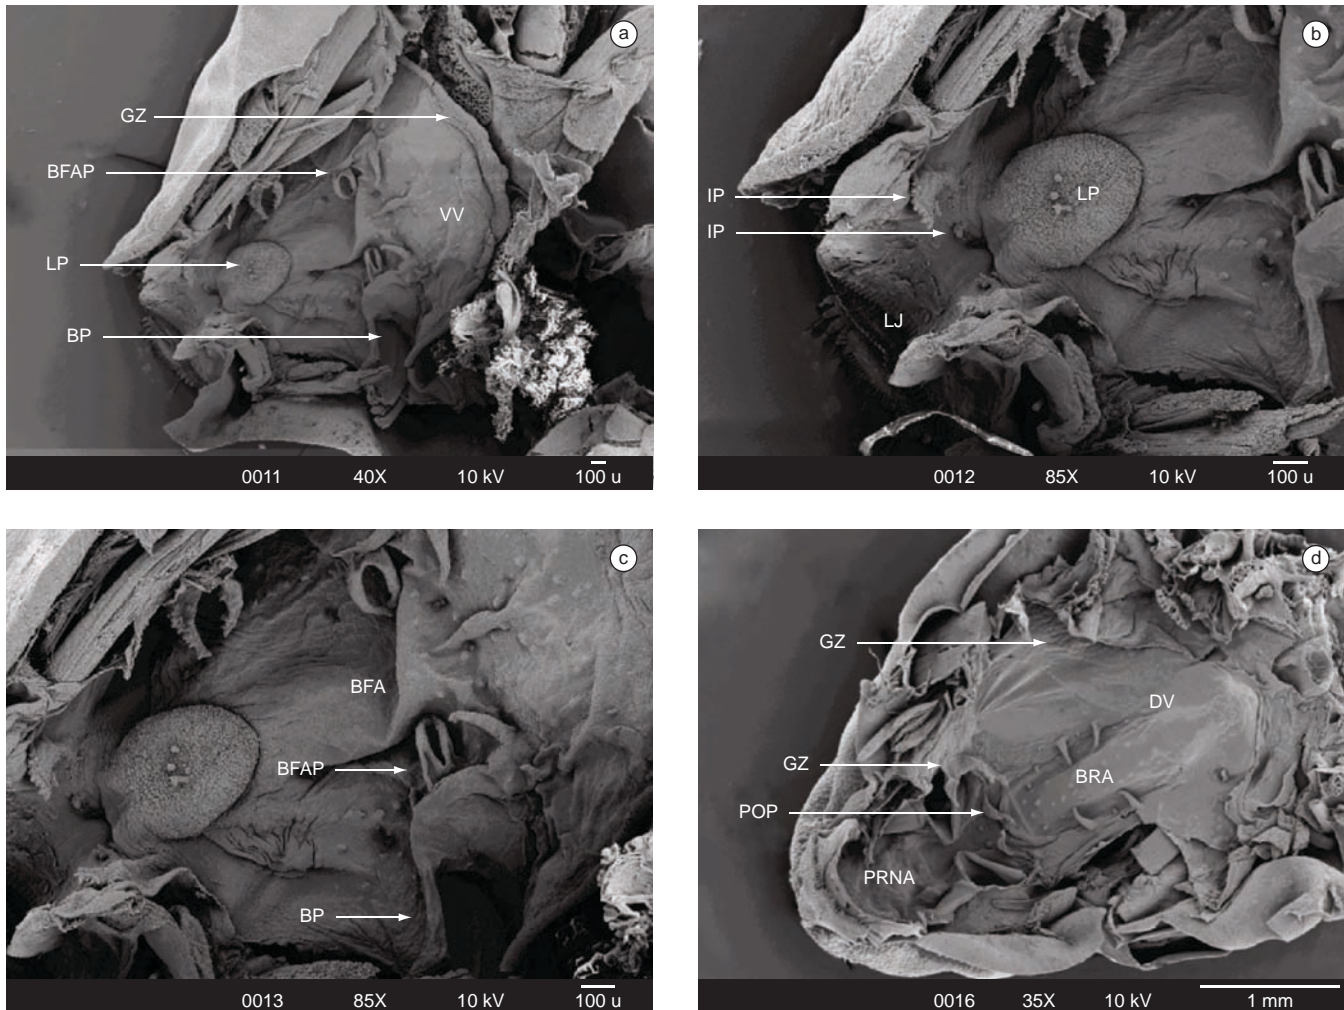 a
GZ
BFAP
VV
LP
BP
0011 40X 10 kV 100 u
b
IP
LP
IP
LJ
0012 85X 10 kV 100 u
c
BFA
BFAP
BP
0013 85X 10 kV 100 u
d
GZ
DV
GZ
BRA
POP
PRNA
0016 35X 10 kV 1 mm